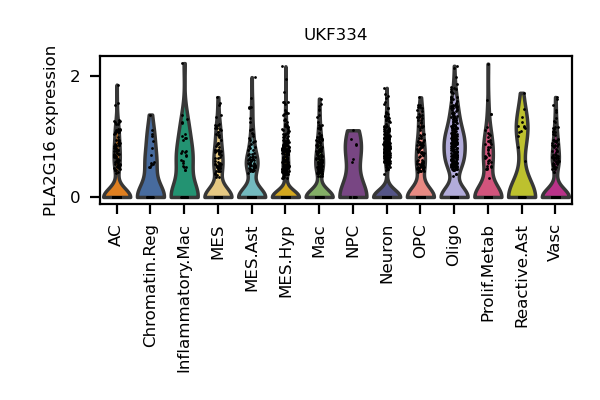 UKF334
PLA2G16 expression
2
0
AC
Chromatin.Reg
Inflammatory.Mac
MES
MES.Ast
MES.Hyp
Mac
NPC
Neuron
OPC
Oligo
Prolif.Metab
Reactive.Ast
Vasc